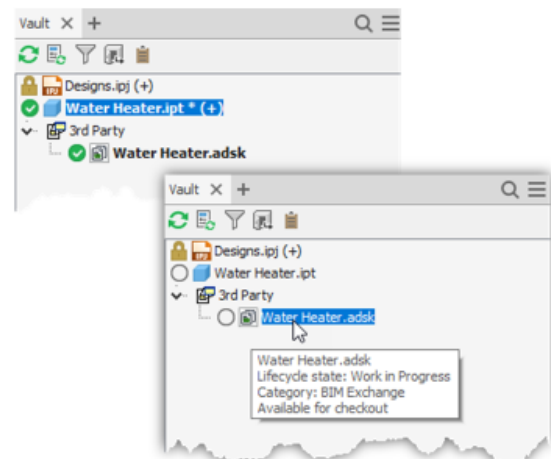 Vault
Designs.ipj (+)
Water Heater.ipt * (+)
3rd Party
Water Heater.adsk
Vault
Designs.ipj (+)
Water Heater.ipt
3rd Party
Water Heater.adsk
Water Heater.adsk
Lifecycle state: Work in Progress
Category: BIM Exchange
Available for checkout